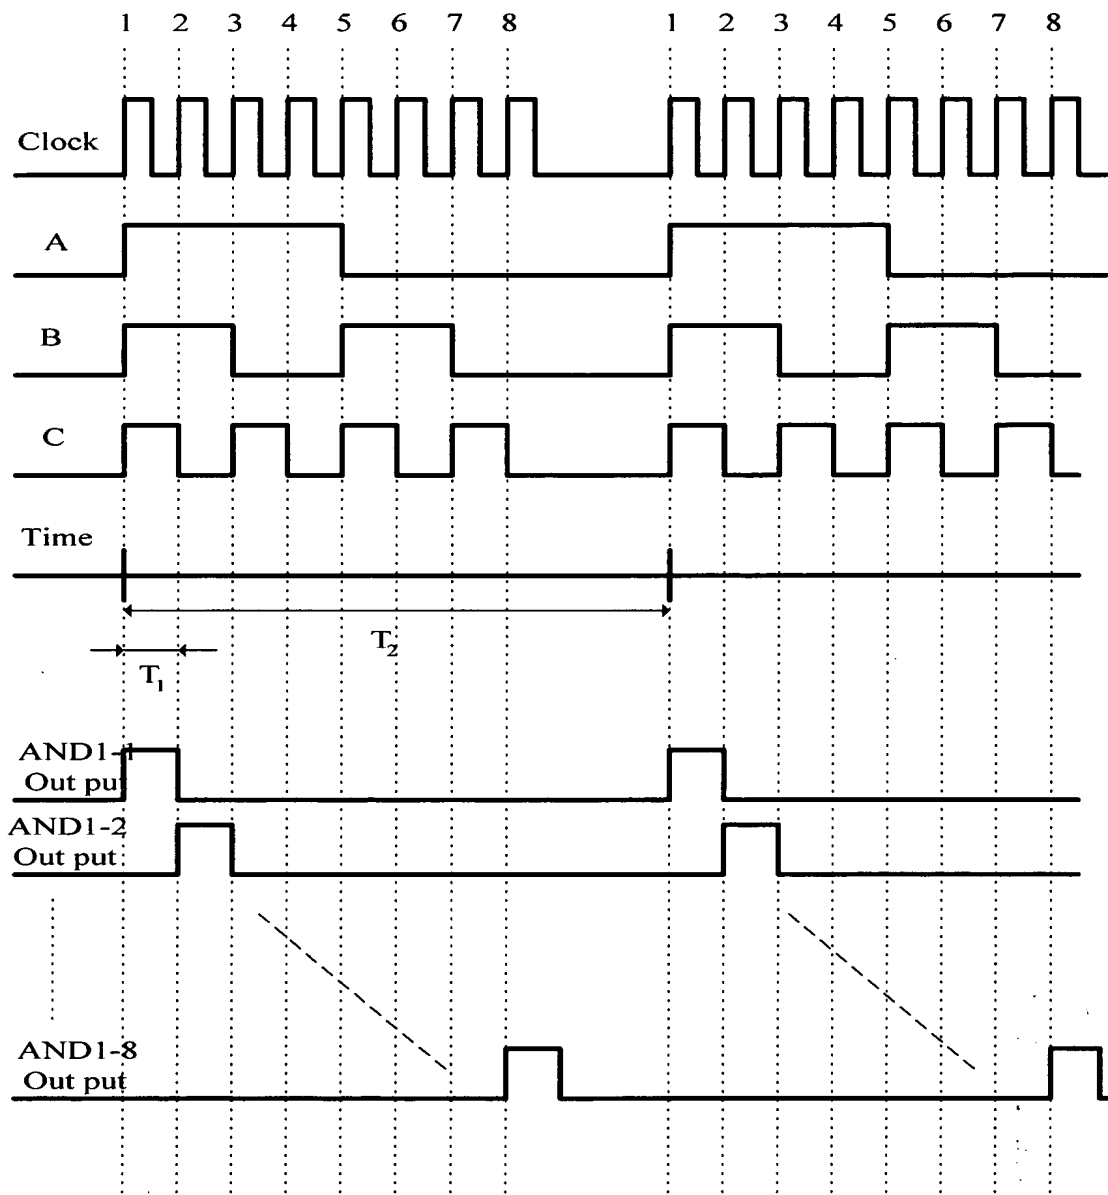 1 2 3 4 5 6 7 8 1 2 3 4 5 6 7 8
Clock
A
B
C
Time
T2
T1
AND1-1
Out put
AND1-2
Out put
AND1-8
Out put